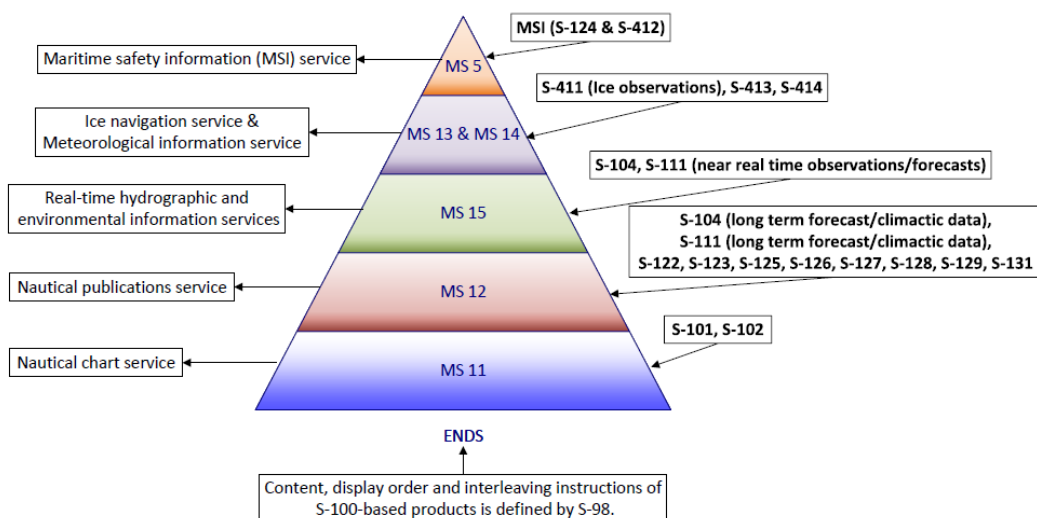 MSI (S-124 & S-412)
Maritime safety information (MSI) service
MS 5
S-411 (Ice observations), S-413, S-414
Ice navigation service &
Meteorological information service
MS 13 & MS 14
S-104, S-111 (near real time observations/forecasts)
Real-time hydrographic and
environmental information services
MS 15
S-104 (long term forecast/climactic data),
S-111 (long term forecast/climactic data),
S-122, S-123, S-125, S-126, S-127, S-128, S-129, S-131
Nautical publications service
MS 12
S-101, S-102
Nautical chart service
MS 11
ENDS
Content, display order and interleaving instructions of
S-100-based products is defined by S-98.